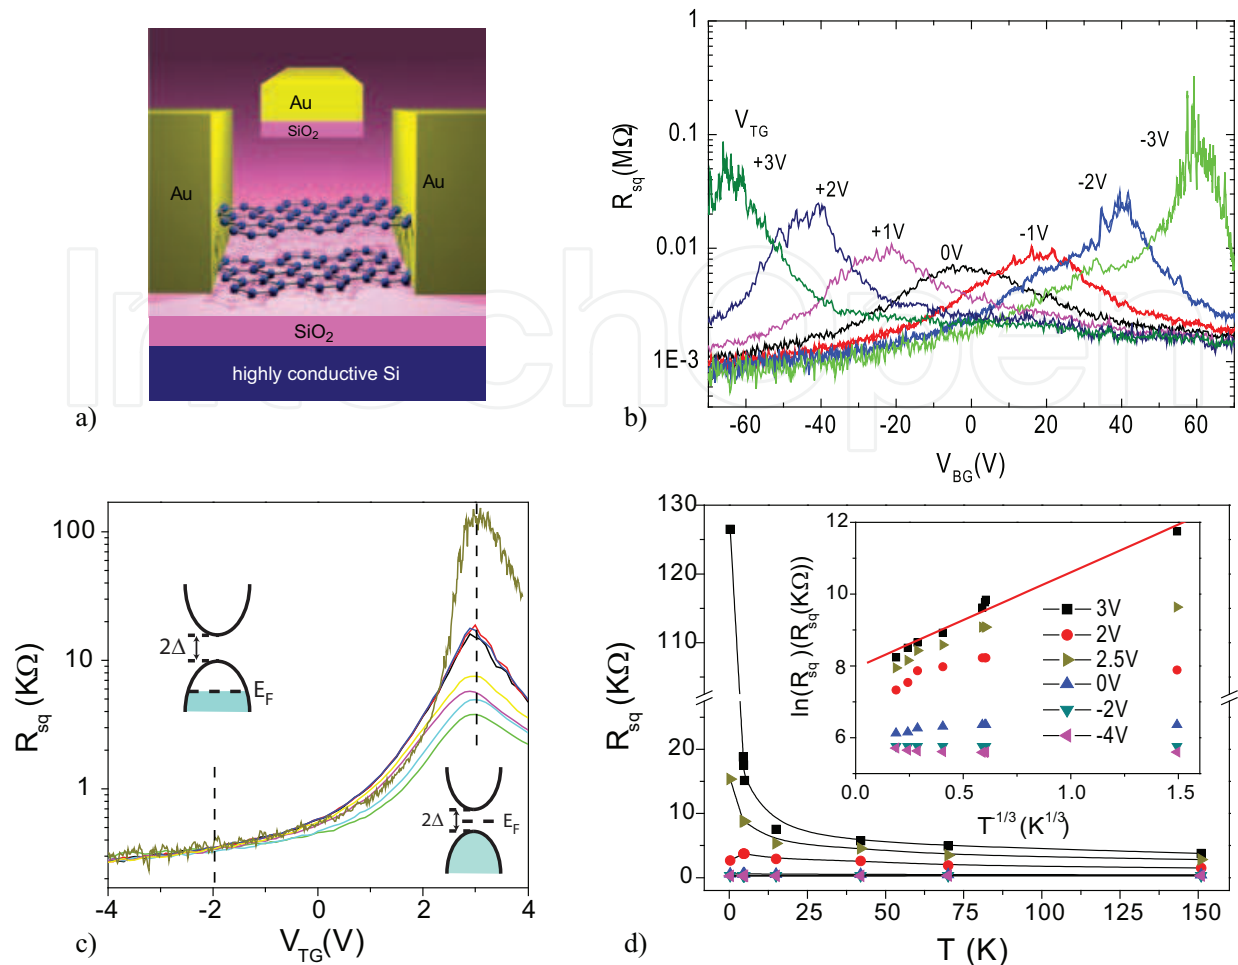 Au
SiO2
Au
Au
SiO2
highly conductive Si
a)
1
0.1
0.01
1E-3
Rsq(MΩ)
VTG
+3V
+2V
+1V
0V
-1V
-2V
-3V
-60
-40
-20
0
20
40
60
VBG(V)
b)
IntechOpen
100
10
1
Rsq (KΩ)
2Δ
EF
2Δ
EF
-4
-2
0
2
4
VTG(V)
c)
130
125
120
110
20
10
0
Rsq (KΩ)
12
10
8
6
ln(Rsq)(Rsq(KΩ))
3V
2V
2.5V
0V
-2V
-4V
0.0
0.5
1.0
1.5
T1/3 (K1/3)
0
25
50
75
100
125
150
T (K)
d)